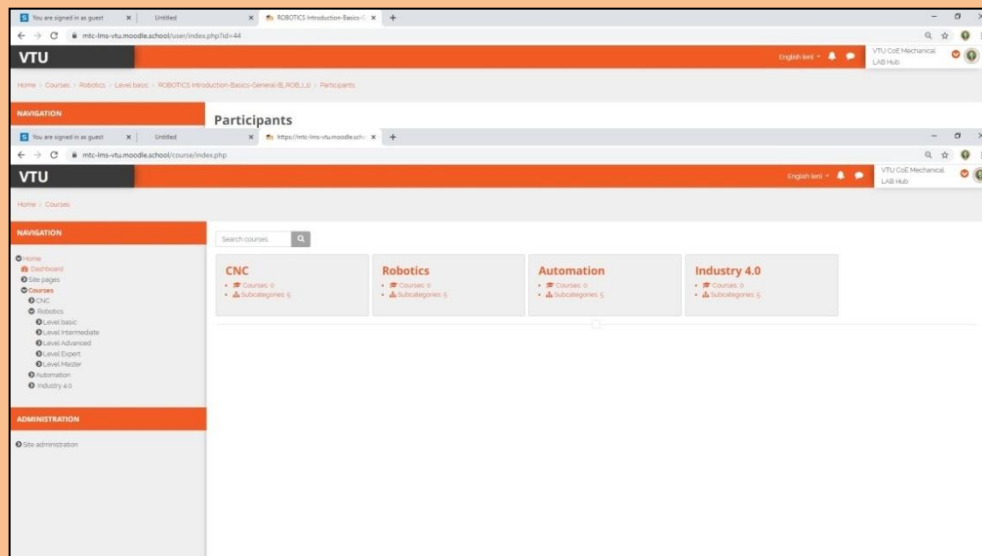 You are signed in as guest
Untitled
ROBOTICS-Introduction-Basics-G
mtc-lms-vtu.moodle.school/user/index.php?id=44
VTU
English (en)
VTU CoE Mechanical
LAB Hub
Home > Courses > Robotics > Level basic > ROBOTICS-Introduction-Basics-General > Participants
NAVIGATION
Participants
You are signed in as guest
Untitled
https://mtc-lms-vtu.moodle.scho
mtc-lms-vtu.moodle.school/course/index.php
VTU
English (en)
VTU CoE Mechanical
LAB Hub
Home > Courses
NAVIGATION
Search courses
Home
Dashboard
Site pages
Courses
CNC
Robotics
Level basic
Level Intermediate
Level Advanced
Level Expert
Level Master
Automation
Industry 4.0
CNC
Courses: 0
Subcategories: 5
Robotics
Courses: 0
Subcategories: 5
Automation
Courses: 0
Subcategories: 5
Industry 4.0
Courses: 0
Subcategories: 5
ADMINISTRATION
Site administration